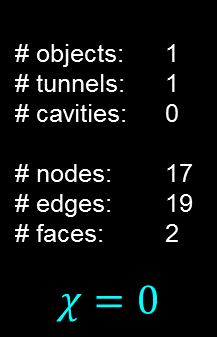 # objects: 1
# tunnels: 1
# cavities: 0
# nodes: 17
# edges: 19
# faces: 2
χ = 0